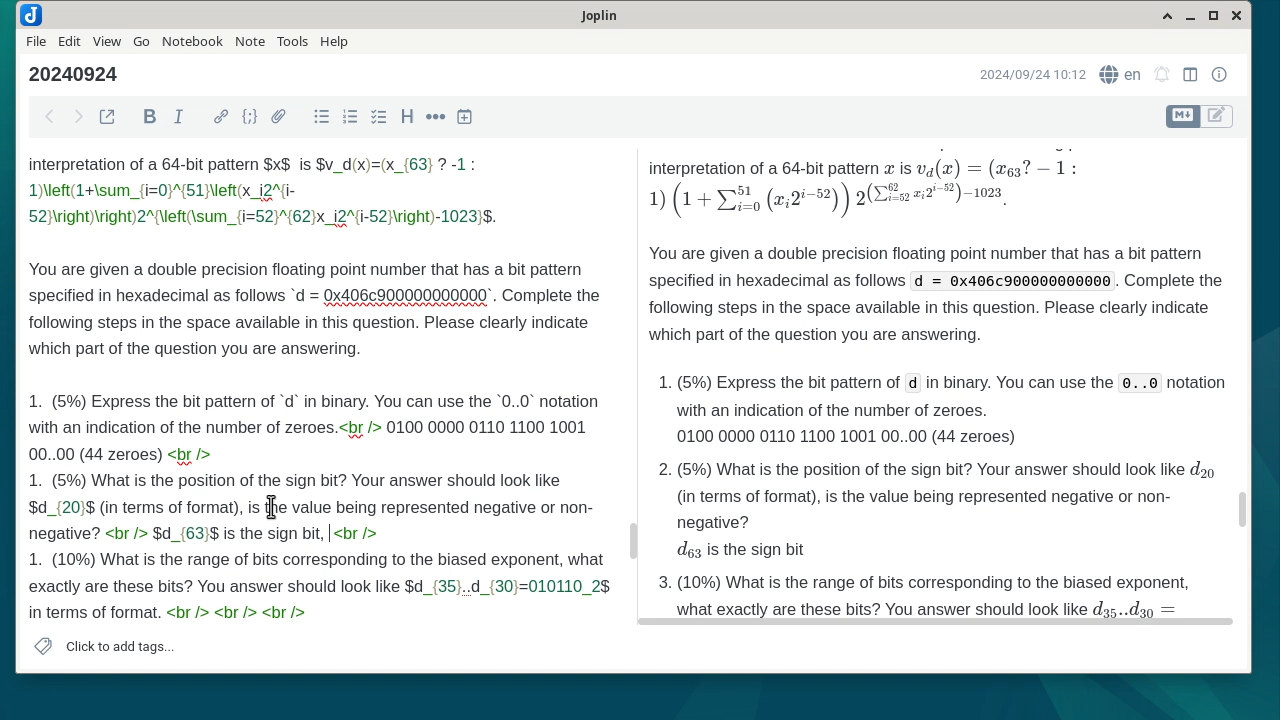 Joplin
File Edit View Go Notebook Note Tools Help
20240924
2024/09/24 10:12 en
interpretation of a 64-bit pattern $x$  is $v_d(x)=(x_{63} ? -1 :
1)\left(1+\sum_{i=0}^{51}\left(x_i2^{i-
52}\right)\right)2^{\left(\sum_{i=52}^{62}x_i2^{i-52}\right)-1023}$.
You are given a double precision floating point number that has a bit pattern
specified in hexadecimal as follows `d = 0x406c900000000000`. Complete the
following steps in the space available in this question. Please clearly indicate
which part of the question you are answering.
1.  (5%) Express the bit pattern of `d` in binary. You can use the `0..0` notation
with an indication of the number of zeroes.<br /> 0100 0000 0110 1100 1001
00..00 (44 zeroes) <br />
1.  (5%) What is the position of the sign bit? Your answer should look like
$d_{20}$ (in terms of format), is the value being represented negative or non-
negative? <br /> $d_{63}$ is the sign bit, <br />
1.  (10%) What is the range of bits corresponding to the biased exponent, what
exactly are these bits? You answer should look like $d_{35}..d_{30}=010110_2$
in terms of format. <br /> <br /> <br />
interpretation of a 64-bit pattern x is v_d(x) = (x_{63}? − 1 :
1) (1 + ∑_{i=0}^{51} (x_i 2^{i−52})) 2^{(∑_{i=52}^{62} x_i 2^{i−52})−1023}.
You are given a double precision floating point number that has a bit pattern
specified in hexadecimal as follows d = 0x406c900000000000. Complete the
following steps in the space available in this question. Please clearly indicate
which part of the question you are answering.
1. (5%) Express the bit pattern of d in binary. You can use the 0..0 notation
with an indication of the number of zeroes.
0100 0000 0110 1100 1001 00..00 (44 zeroes)
2. (5%) What is the position of the sign bit? Your answer should look like d_{20}
(in terms of format), is the value being represented negative or non-
negative?
d_{63} is the sign bit
3. (10%) What is the range of bits corresponding to the biased exponent,
what exactly are these bits? You answer should look like d_{35}..d_{30} =
Click to add tags...